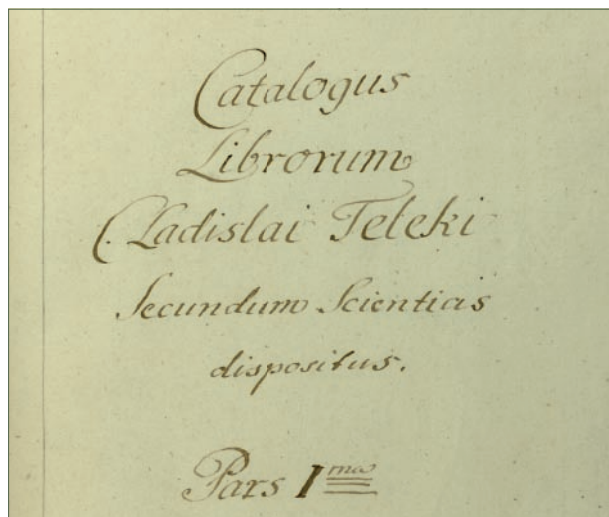 Catalogus
Librorum
C. Ladislai Teleki
Secundum Scientias
dispositus.
Pars I ma